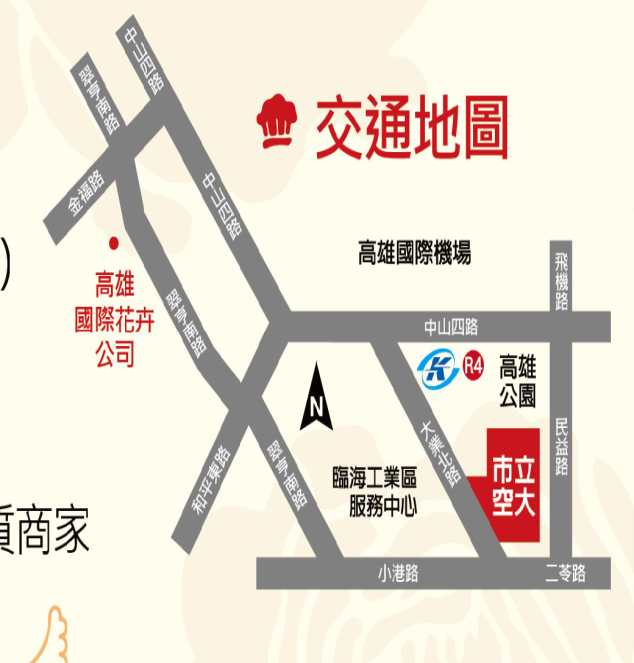 中山四路
翠亨南路
交通地圖
金福路
中山四路
)
高雄國際機場
飛機路
高雄
國際花卉
公司
翠亨南路
中山四路
K
R4
高雄
公園
N
大業北路
民益路
和平東路
翠亨南路
臨海工業區
服務中心
市立
空大
質商家
小港路
二苓路